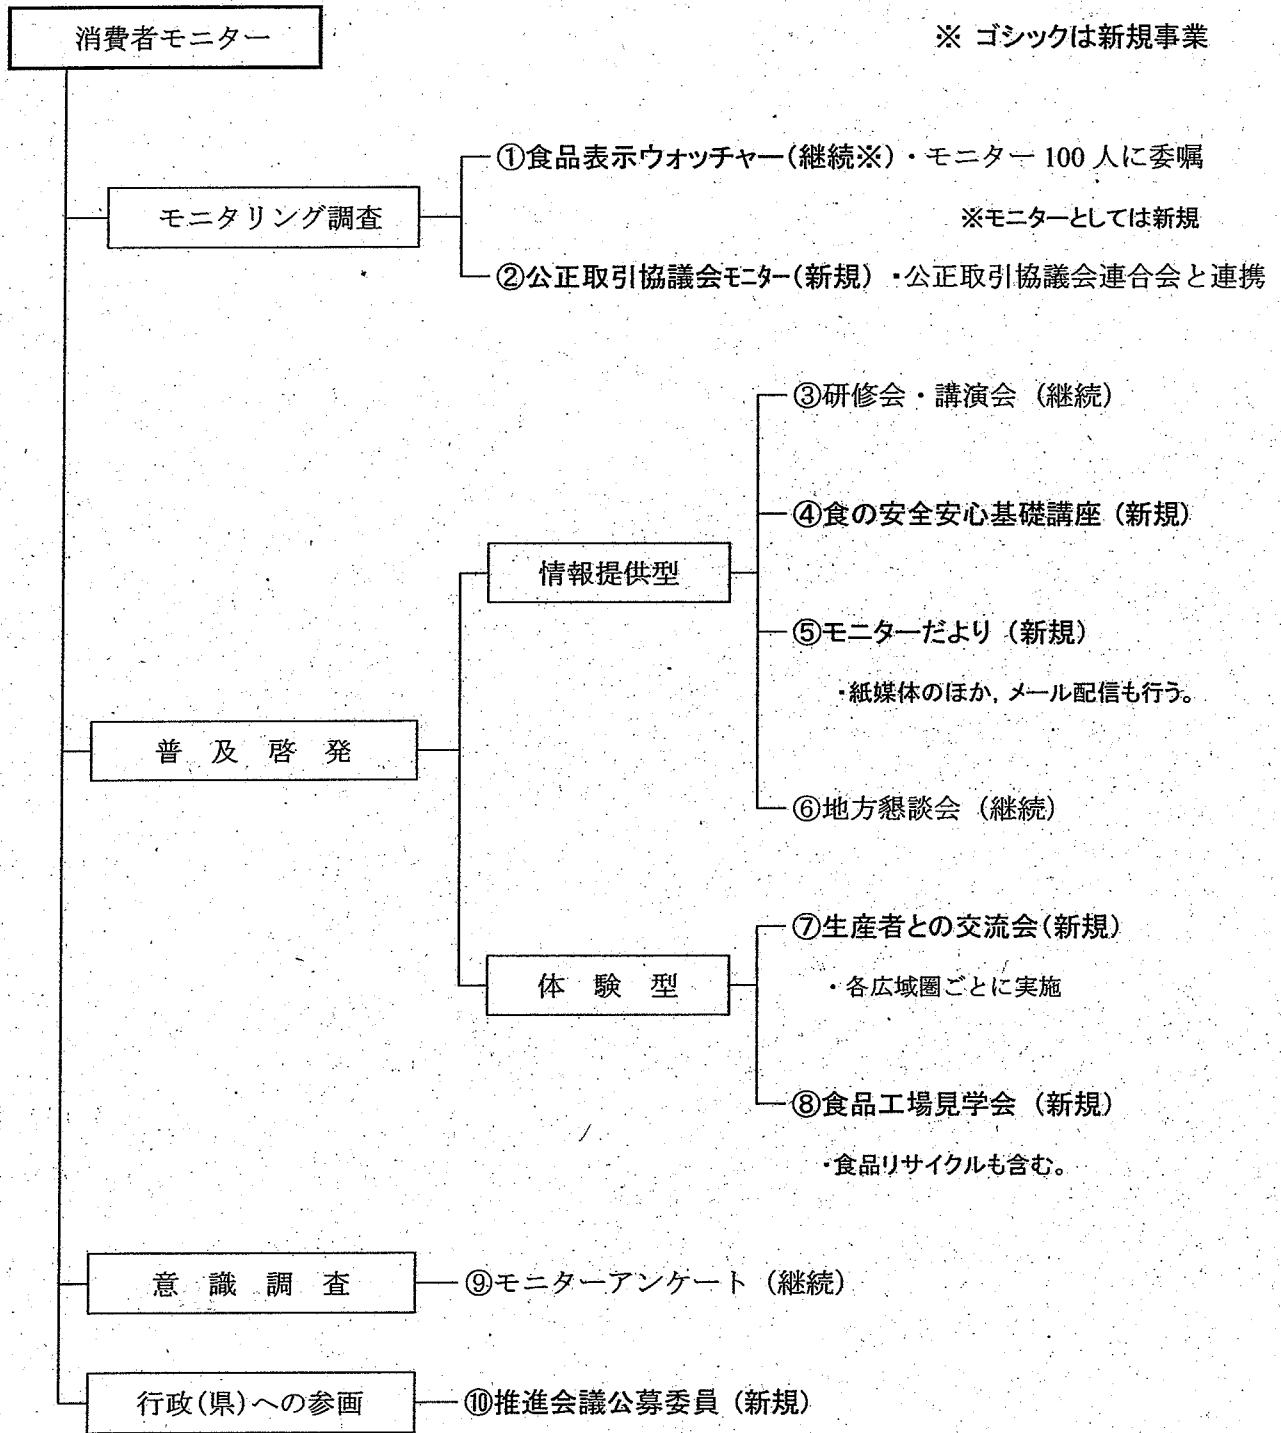 消費者モニター
※ ゴシックは新規事業
①食品表示ウォッチャー(継続※)・モニター 100 人に委嘱
モニタリング調査
※モニターとしては新規
②公正取引協議会モニター(新規)・公正取引協議会連合会と連携
③研修会・講演会（継続）
④食の安全安心基礎講座（新規）
情報提供型
⑤モニターだより（新規）
・紙媒体のほか，メール配信も行う。
普及啓発
⑥地方懇談会（継続）
⑦生産者との交流会(新規)
体験型
・各広域圏ごとに実施
⑧食品工場見学会（新規）
・食品リサイクルも含む。
意識調査
⑨モニターアンケート（継続）
行政(県)への参画
⑩推進会議公募委員（新規）